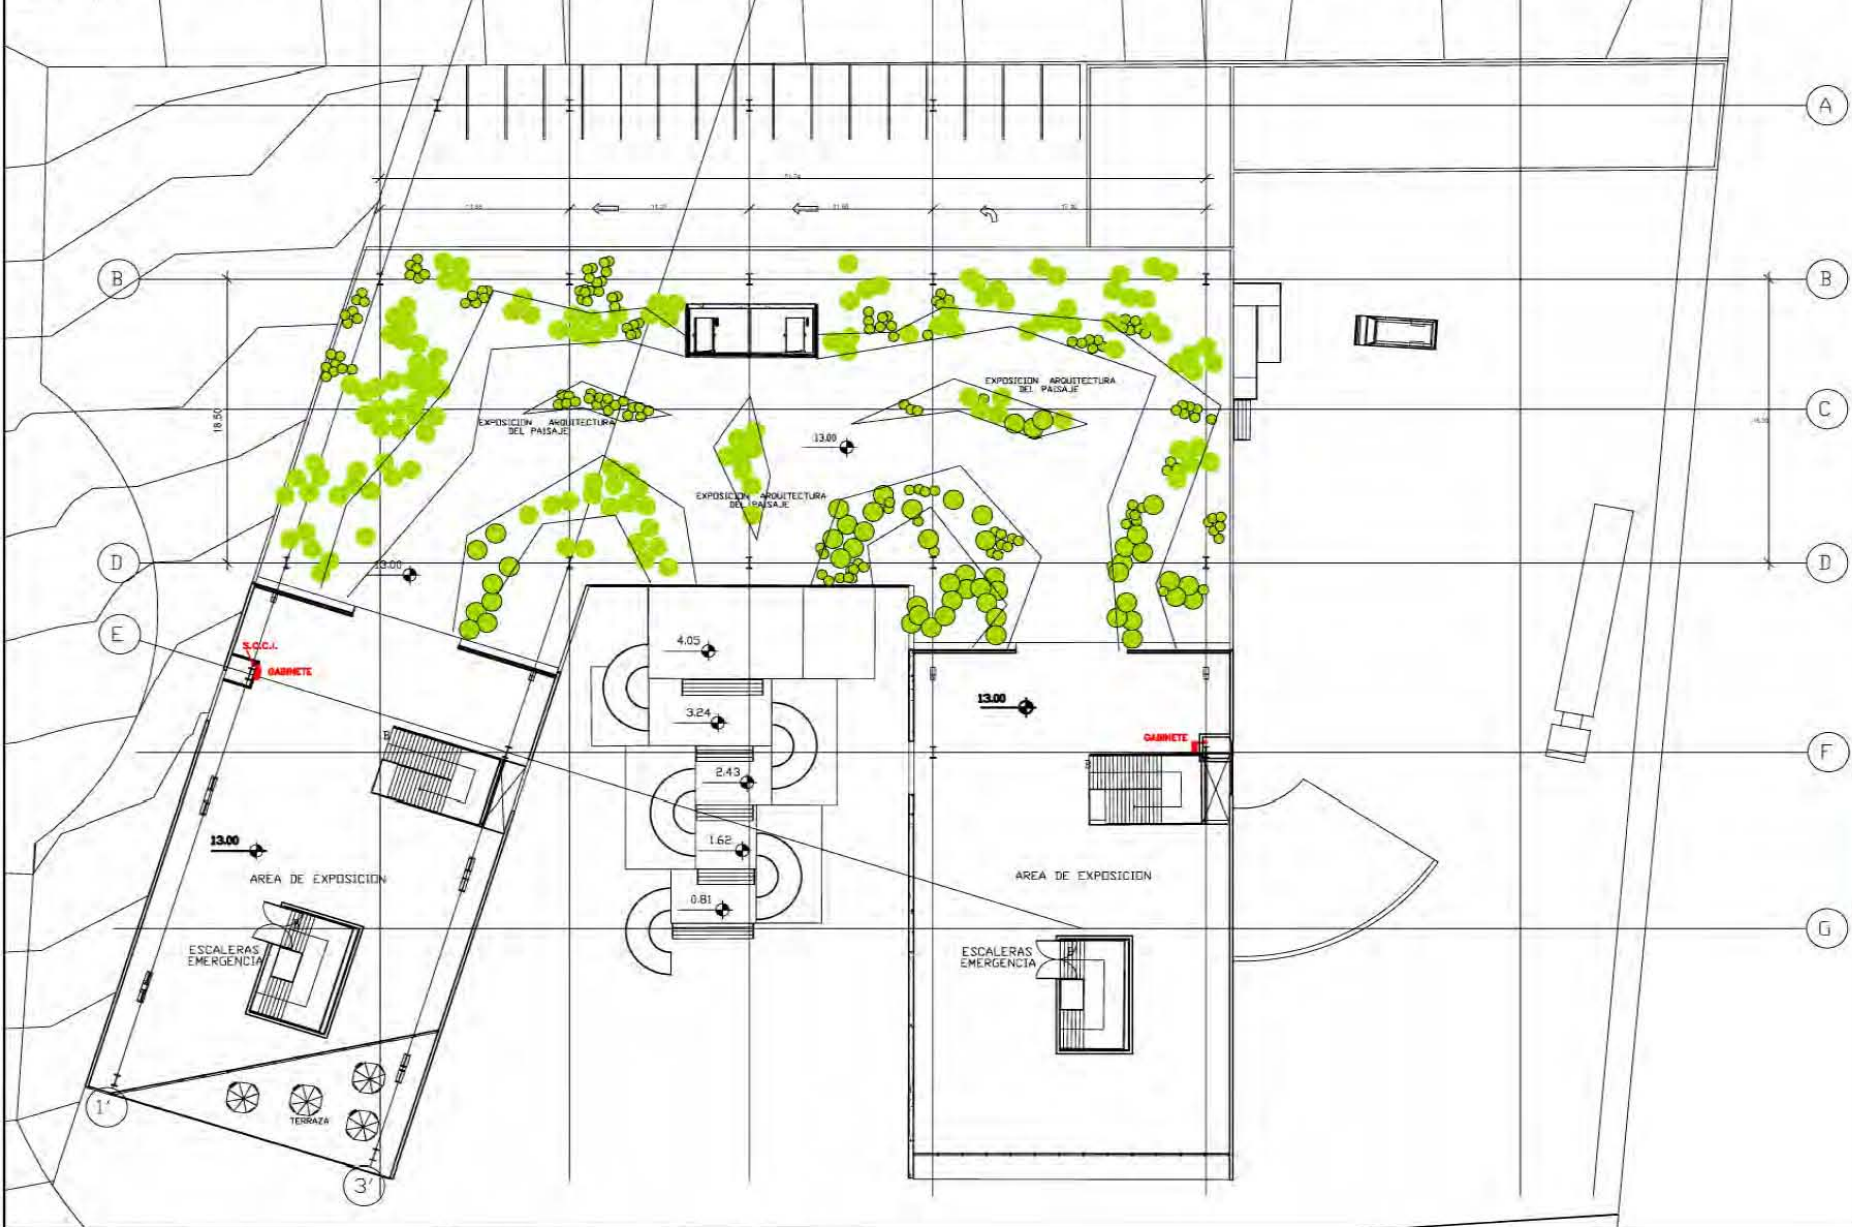 A
B
B
EXPOSICION ARQUITECTURA
DEL PAISAJE
C
18.50
EXPOSICION ARQUITECTURA
DEL PAISAJE
13.00
EXPOSICION ARQUITECTURA
DEL PAISAJE
D
13.00
D
E
S.C.C.I.
GABINETE
4.05
13.00
3.24
GABINETE
B
F
2.43
B
13.00
1.62
AREA DE EXPOSICION
AREA DE EXPOSICION
0.81
G
ESCALERAS
EMERGENCIA
ESCALERAS
EMERGENCIA
1'
TERRAZA
3'